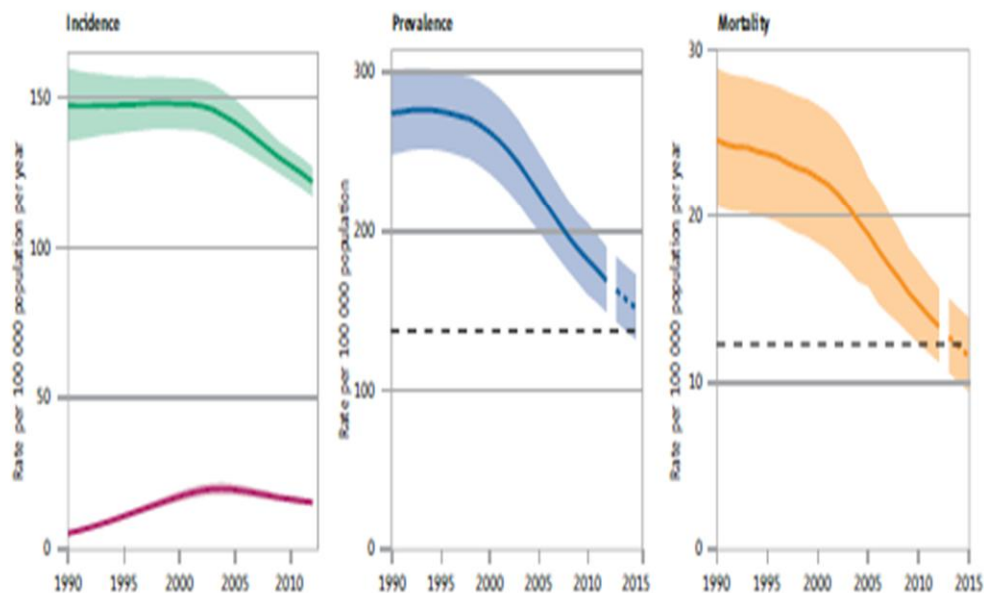 Incidence
Rate per 100 000 population per year
150
100
50
0
1990 1995 2000 2005 2010
Prevalence
Rate per 100 000 population
300
200
100
0
1990 1995 2000 2005 2010 2015
Mortality
Rate per 100 000 population per year
30
20
10
0
1990 1995 2000 2005 2010 2015